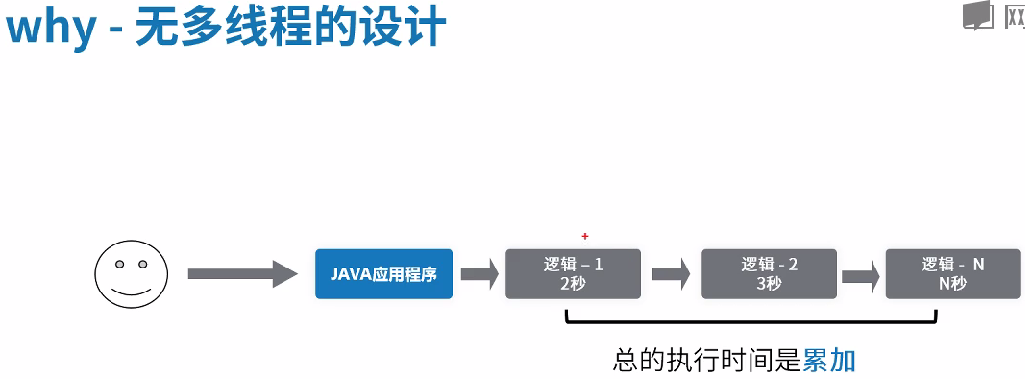 why - 无多线程的设计
JAVA应用程序
逻辑 – 1
2秒
逻辑 - 2
3秒
逻辑 - N
N秒
总的执行时间是累加